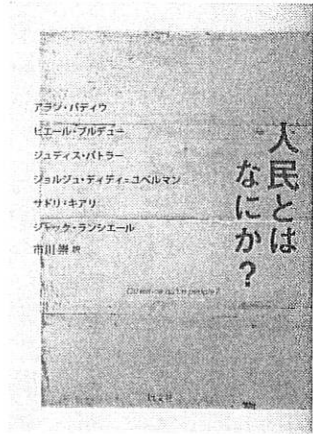 人民とは
なにか？
アラン・バディウ
ピエール・ブルデュー
ジュディス・バトラー
ジョルジュ・ディディ＝ユベルマン
サドリ・キアリ
ジャック・ランシエール
市川崇 訳
Qu'est-ce qu'un peuple?